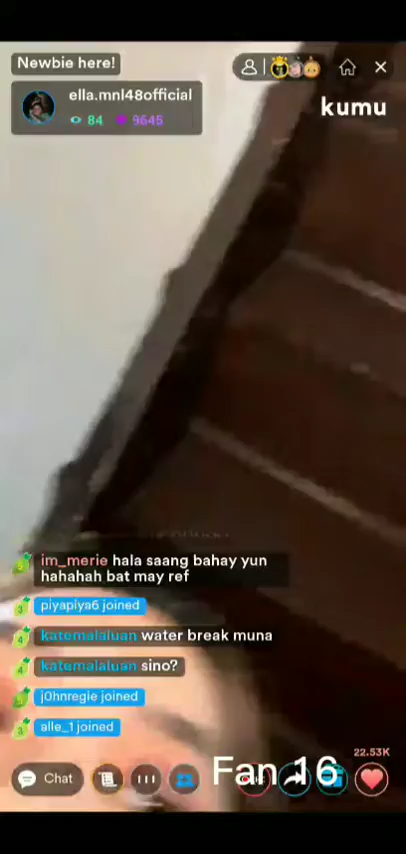 Newbie here!
ella.mnl48official
84 9645
kumu
im_merie hala saang bahay yun
hahahah bat may ref
piyapiya6 joined
katemalaluan water break muna
katemalaluan sino?
j0hnregie joined
alle_1 joined
22.53K
Chat
Fan 16